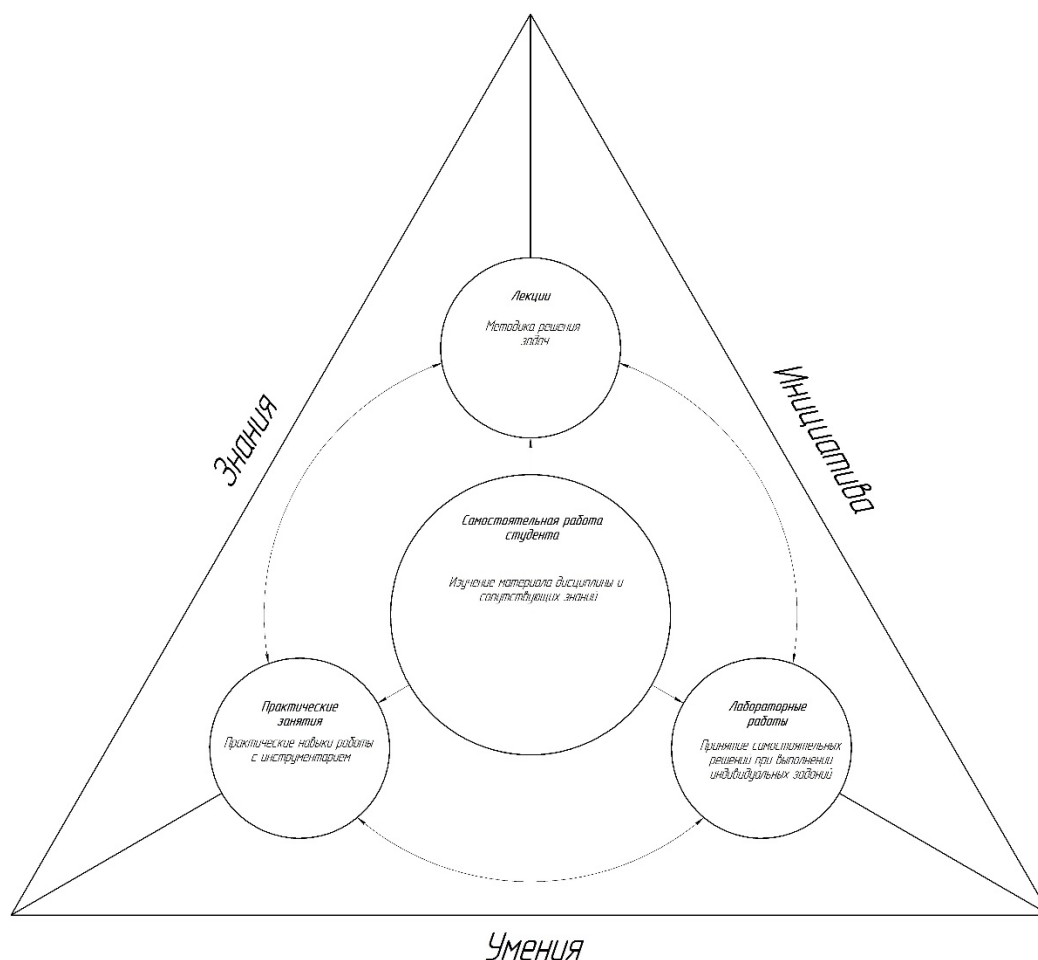 Лекции
Методика решения
задач
Знания
Инициатива
Самостоятельная работа
студента
Изучение материала дисциплины и
сопутствующих знаний
Практические
занятия
Практические навыки работы
с инструментарием
Лабораторные
работы
Принятие самостоятельных
решении при выполнении
индивидуальных заданий
Умения